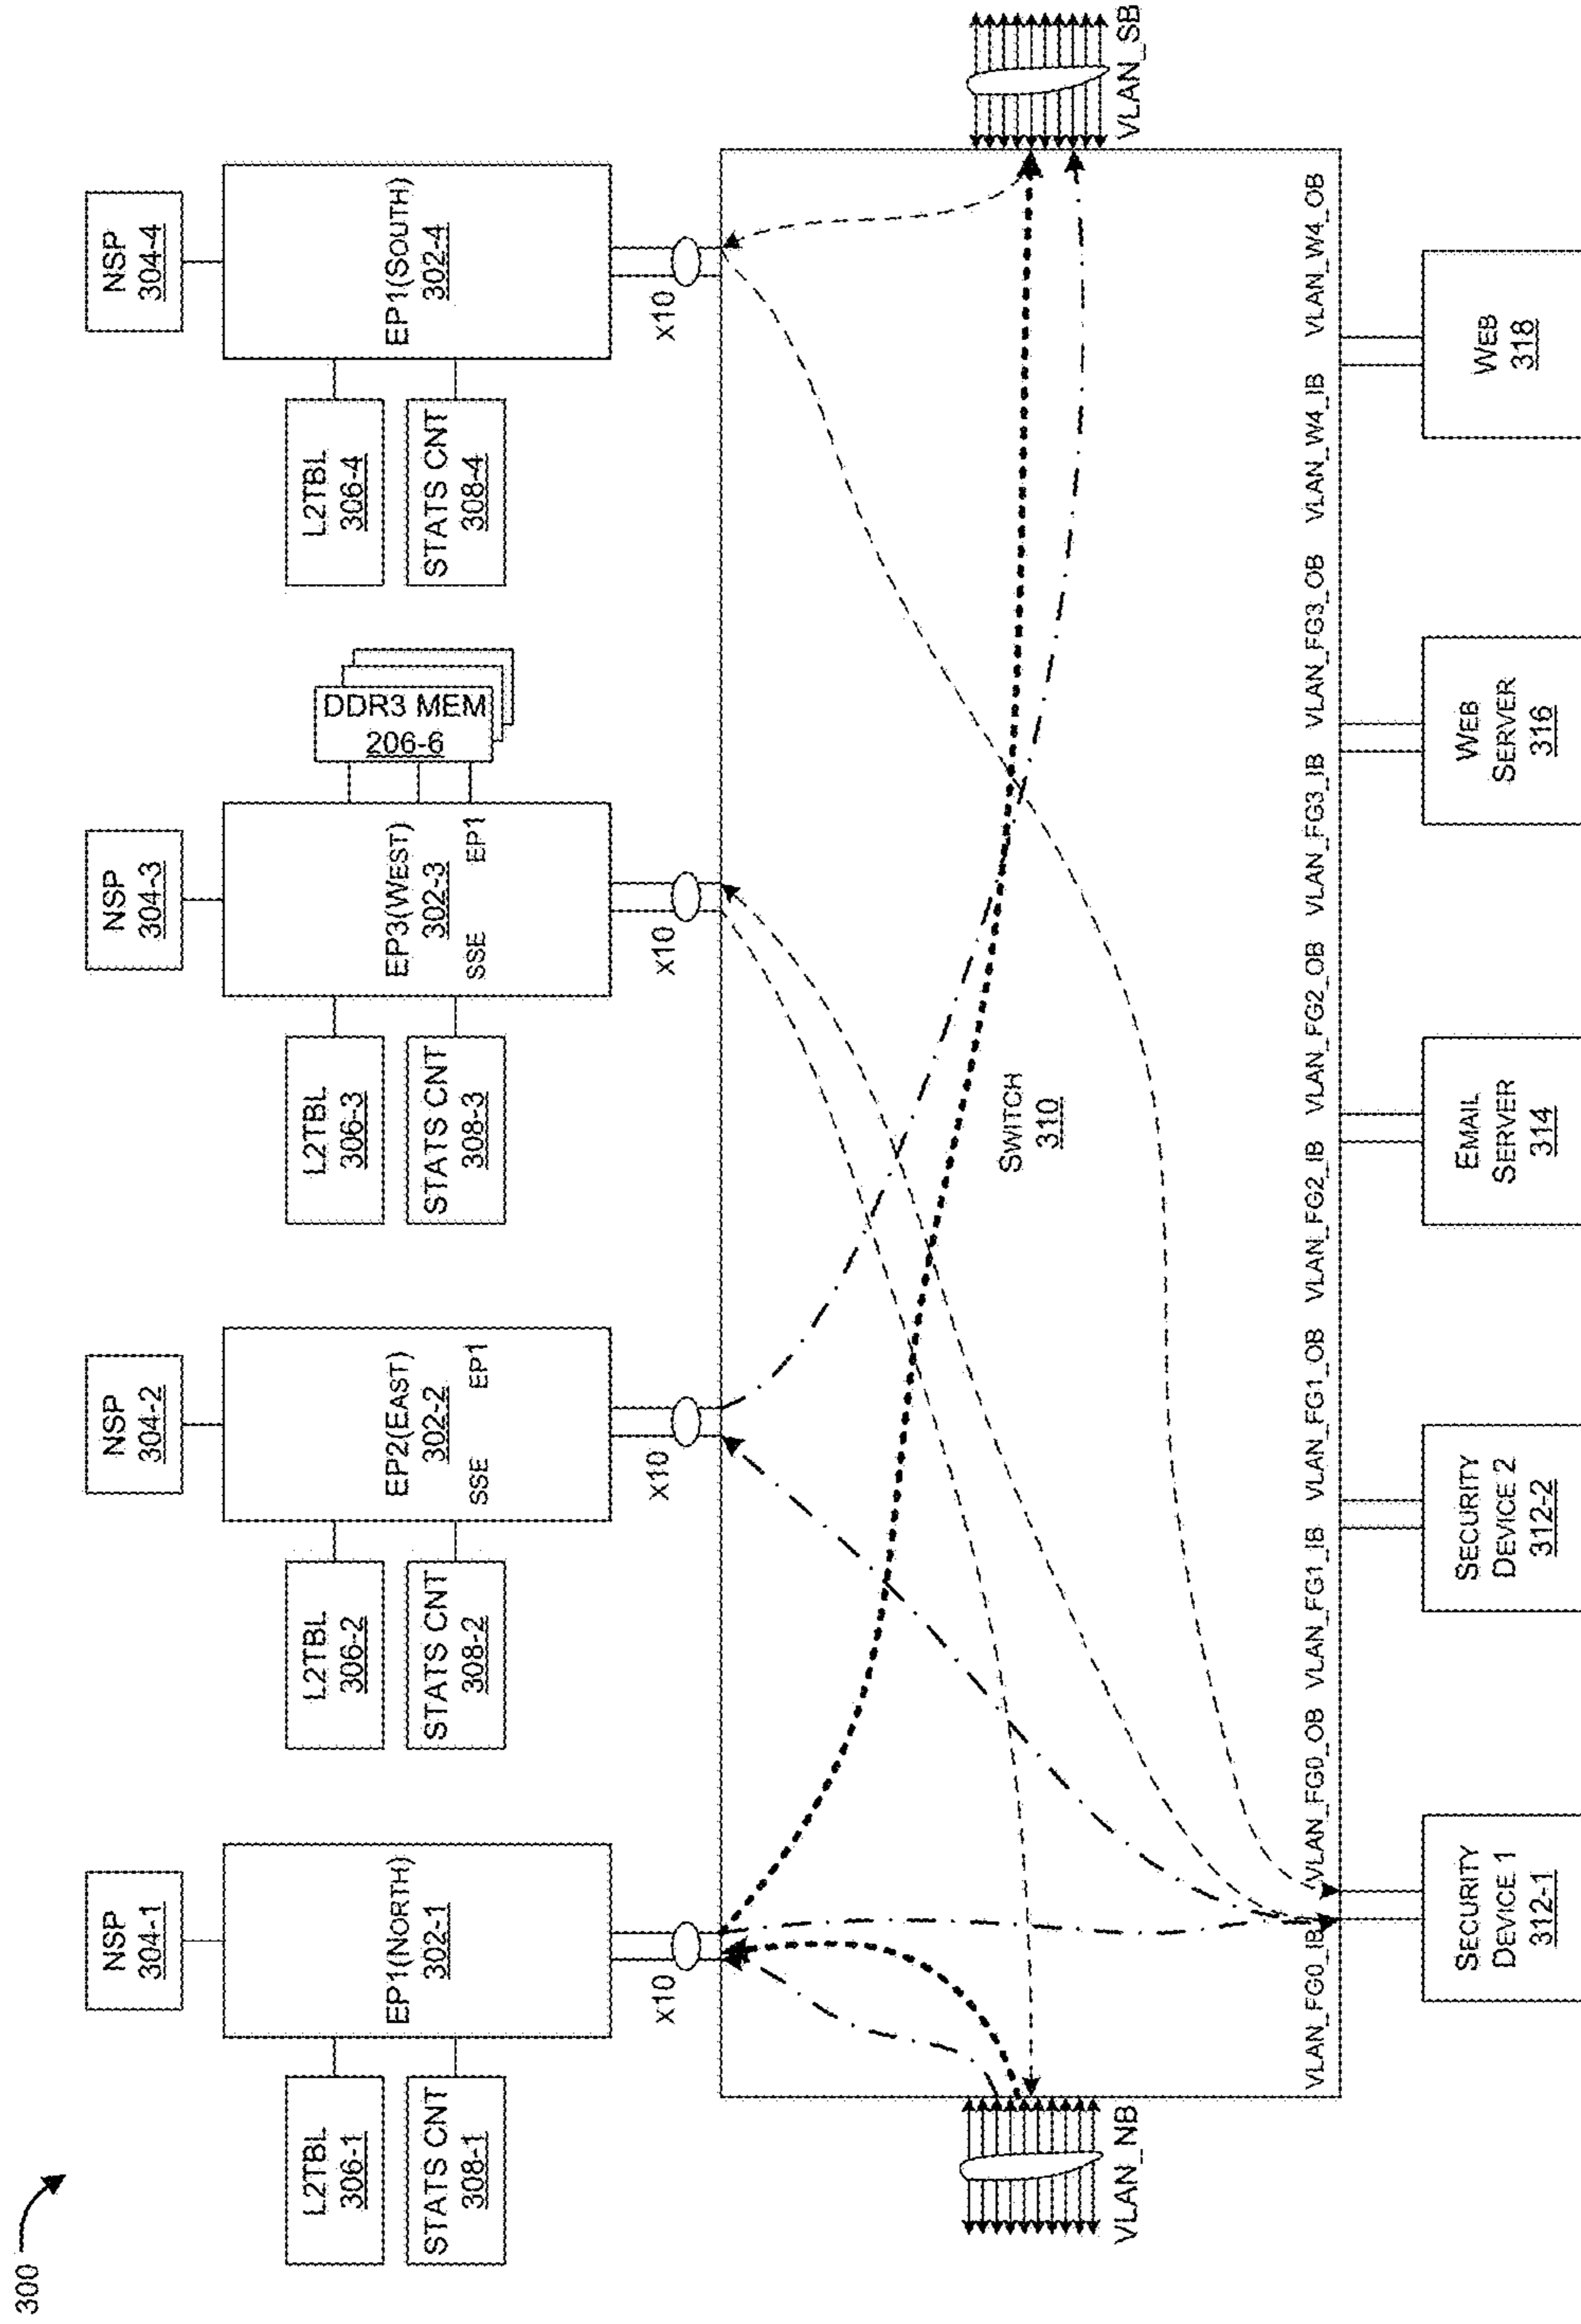 300
NSP
304-1
L2TBL
306-1
STATS CNT
308-1
EP1(NORTH)
302-1
x10
NSP
304-2
L2TBL
306-2
STATS CNT
308-2
EP2(EAST)
302-2
SSE EP1
x10
NSP
304-3
L2TBL
306-3
STATS CNT
308-3
EP3(WEST)
302-3
SSE EP1
DDR3 MEM
206-6
x10
NSP
304-4
L2TBL
306-4
STATS CNT
308-4
EP1(SOUTH)
302-4
x10
VLAN_NB
SWITCH
310
VLAN_SB
VLAN_FG0_IB VLAN_FG0_OB VLAN_FG1_IB VLAN_FG1_OB VLAN_FG2_IB VLAN_FG2_OB VLAN_FG3_IB VLAN_FG3_OB VLAN_W4_IB VLAN_W4_OB
SECURITY
DEVICE 1
312-1
SECURITY
DEVICE 2
312-2
EMAIL
SERVER
314
WEB
SERVER
316
WEB
318